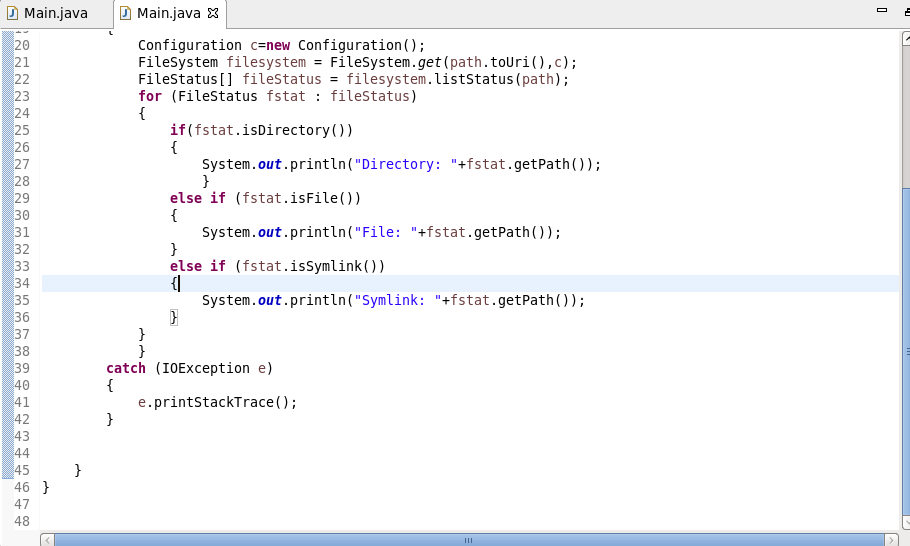 Main.java Main.java
19 {
20 Configuration c=new Configuration();
21 FileSystem filesystem = FileSystem.get(path.toUri(),c);
22 FileStatus[] fileStatus = filesystem.listStatus(path);
23 for (FileStatus fstat : fileStatus)
24 {
25 if(fstat.isDirectory())
26 {
27 System.out.println("Directory: "+fstat.getPath());
28 }
29 else if (fstat.isFile())
30 {
31 System.out.println("File: "+fstat.getPath());
32 }
33 else if (fstat.isSymlink())
34 {
35 System.out.println("Symlink: "+fstat.getPath());
36 }
37 }
38 }
39 catch (IOException e)
40 {
41 e.printStackTrace();
42 }
43
44
45 }
46 }
47
48